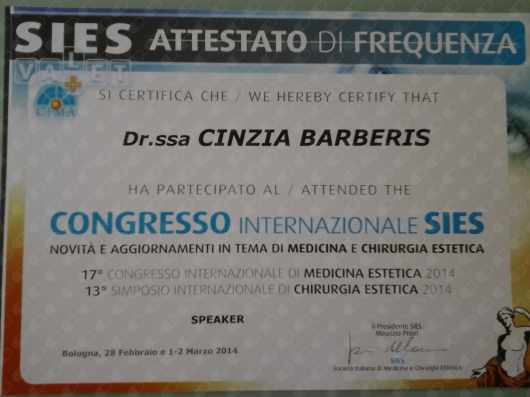 SIES ATTESTATO DI FREQUENZA
VALET
CPMA
SI CERTIFICA CHE / WE HEREBY CERTIFY THAT
Dr.ssa CINZIA BARBERIS
HA PARTECIPATO AL / ATTENDED THE
CONGRESSO INTERNAZIONALE SIES
NOVITÀ E AGGIORNAMENTI IN TEMA DI MEDICINA E CHIRURGIA ESTETICA
17° CONGRESSO INTERNAZIONALE DI MEDICINA ESTETICA 2014
13° SIMPOSIO INTERNAZIONALE DI CHIRURGIA ESTETICA 2014
SPEAKER
Il Presidente SIES
Maurizio Priori
Bologna, 28 Febbraio e 1-2 Marzo 2014
SIES
Società Italiana di Medicina e Chirurgia Estetica